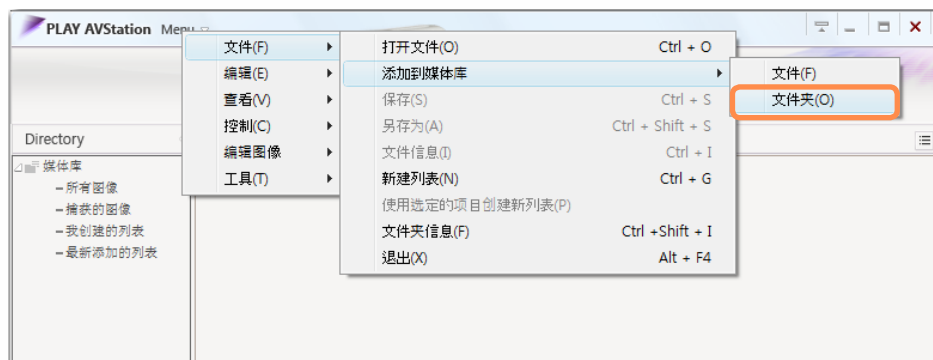 PLAY AVStation Menu
文件(F)
编辑(E)
查看(V)
控制(C)
编辑图像
工具(T)
打开文件(O) Ctrl + O
添加到媒体库
保存(S) Ctrl + S
另存为(A) Ctrl + Shift + S
文件信息(I) Ctrl + I
新建列表(N) Ctrl + G
使用选定的项目创建新列表(P)
文件夹信息(F) Ctrl +Shift + I
退出(X) Alt + F4
文件(F)
文件夹(O)
Directory
媒体库
所有图像
捕获的图像
我创建的列表
最新添加的列表